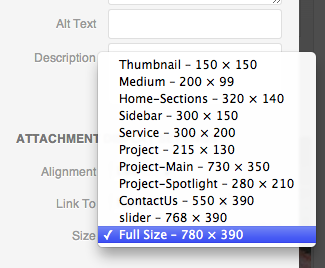 Alt Text
Description
Thumbnail – 150 × 150
Medium – 200 × 99
Home-Sections – 320 × 140
Sidebar – 300 × 150
Service – 300 × 200
Project – 215 × 130
Project-Main – 730 × 350
Project-Spotlight – 280 × 210
ContactUs – 550 × 390
slider – 768 × 390
✓ Full Size – 780 × 390
ATTACHMENT
Alignment
Link To
Size